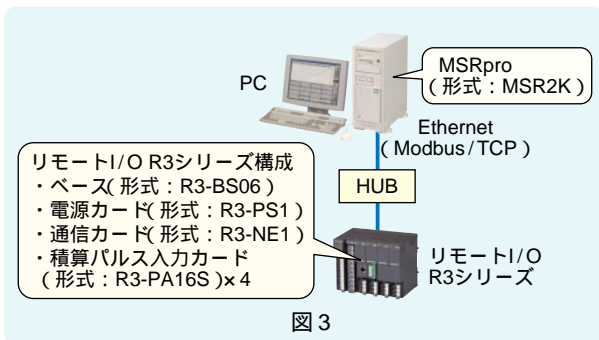 PC
MSRpro
(形式:MSR2K)
Ethernet
(Modbus/TCP)
HUB
リモートI/O R3シリーズ構成
・ベース(形式:R3-BS06)
・電源カード(形式:R3-PS1)
・通信カード(形式:R3-NE1)
・積算パルス入力カード
(形式:R3-PA16S)×4
リモートI/O
R3シリーズ
図3